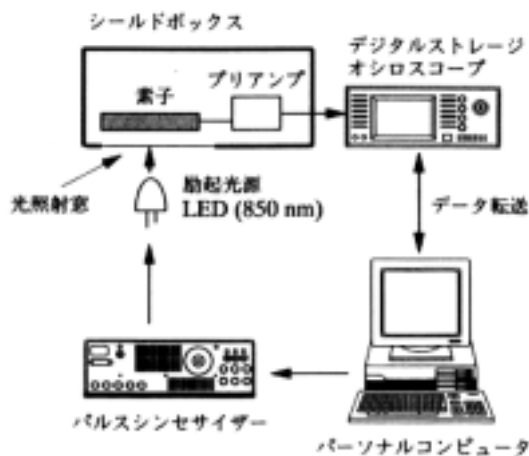 シールドボックス
デジタルストレージ
オシロスコープ
プリアンプ
素子
光照射窓
励起光源
LED (850 nm)
データ転送
パルスシンセサイザー
パーソナルコンピュータ